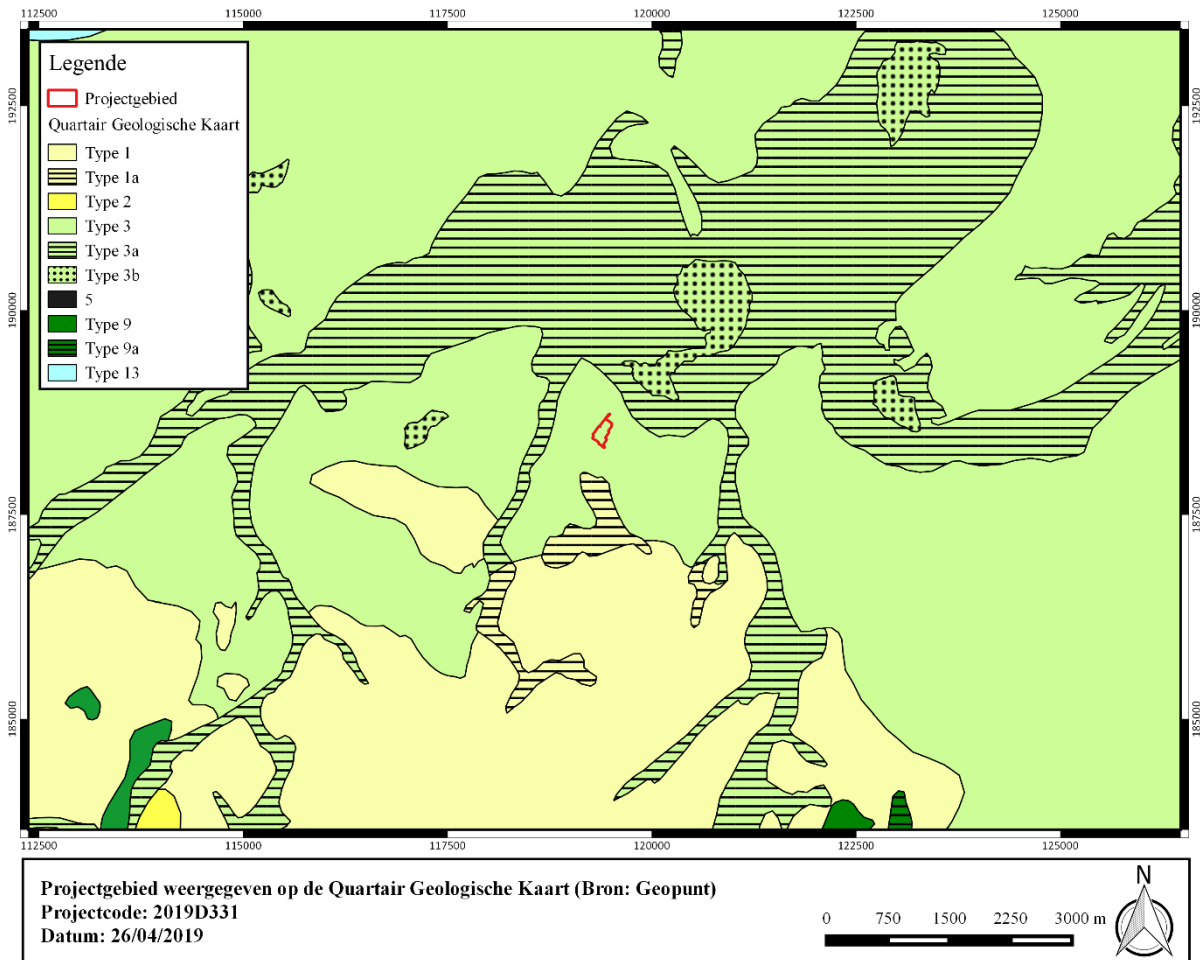 112500 115000 117500 120000 122500 125000
Legende
Projectgebied
Quartair Geologische Kaart
Type 1
Type 1a
Type 2
Type 3
Type 3a
Type 3b
5
Type 9
Type 9a
Type 13
192500
190000
187500
185000
192500
190000
187500
185000
112500 115000 117500 120000 122500 125000
Projectgebied weergegeven op de Quartair Geologische Kaart (Bron: Geopunt)
Projectcode: 2019D331
Datum: 26/04/2019
0 750 1500 2250 3000 m
N